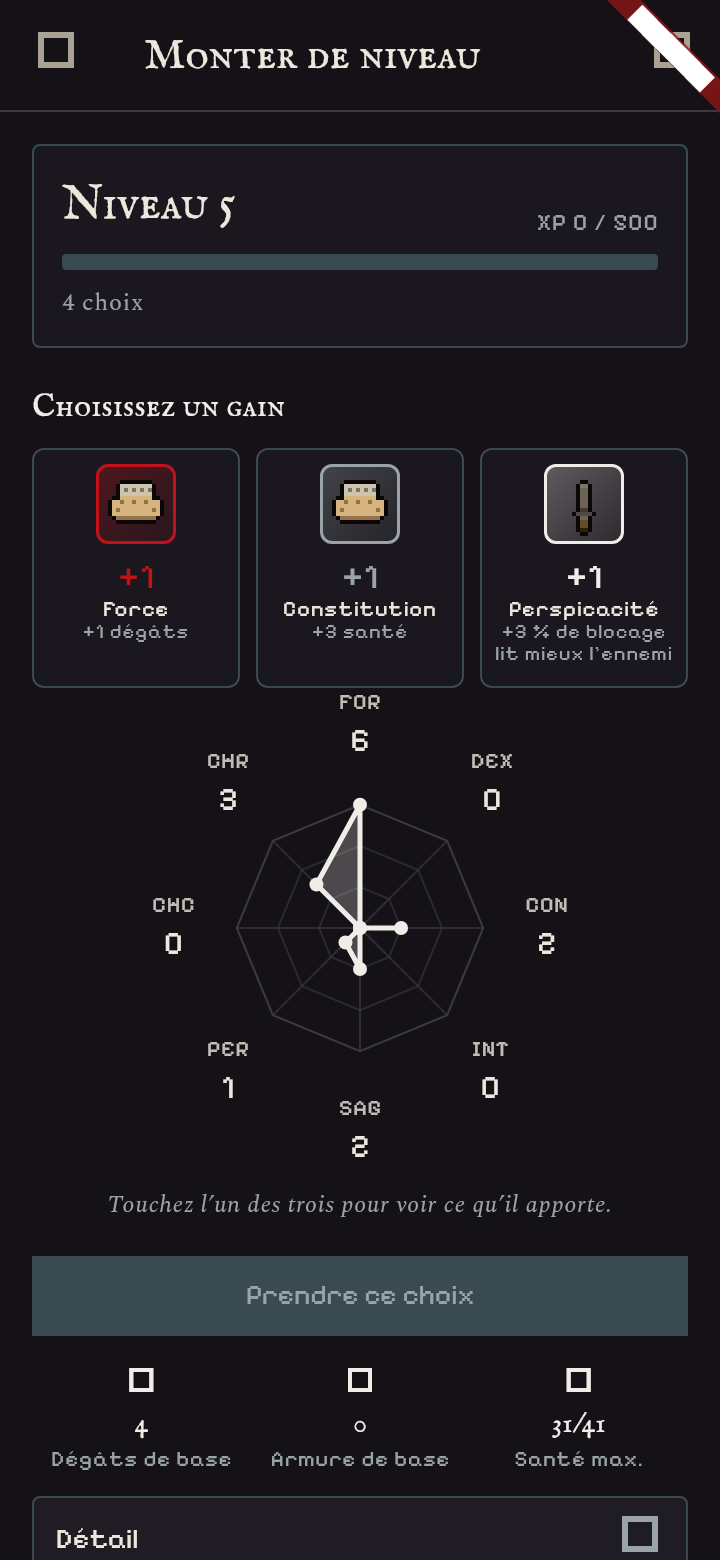 Monter de niveau
Niveau 5
XP 0 / 500
4 choix
Choisissez un gain
+1
Force
+1 dégâts
+1
Constitution
+3 santé
+1
Perspicacité
+3 % de blocage
lit mieux l'ennemi
FOR
6
CHR
3
DEX
0
CHC
0
CON
2
PER
1
INT
0
SAG
2
Touchez l'un des trois pour voir ce qu'il apporte.
Prendre ce choix
4
Dégâts de base
0
Armure de base
31/41
Santé max.
Détail